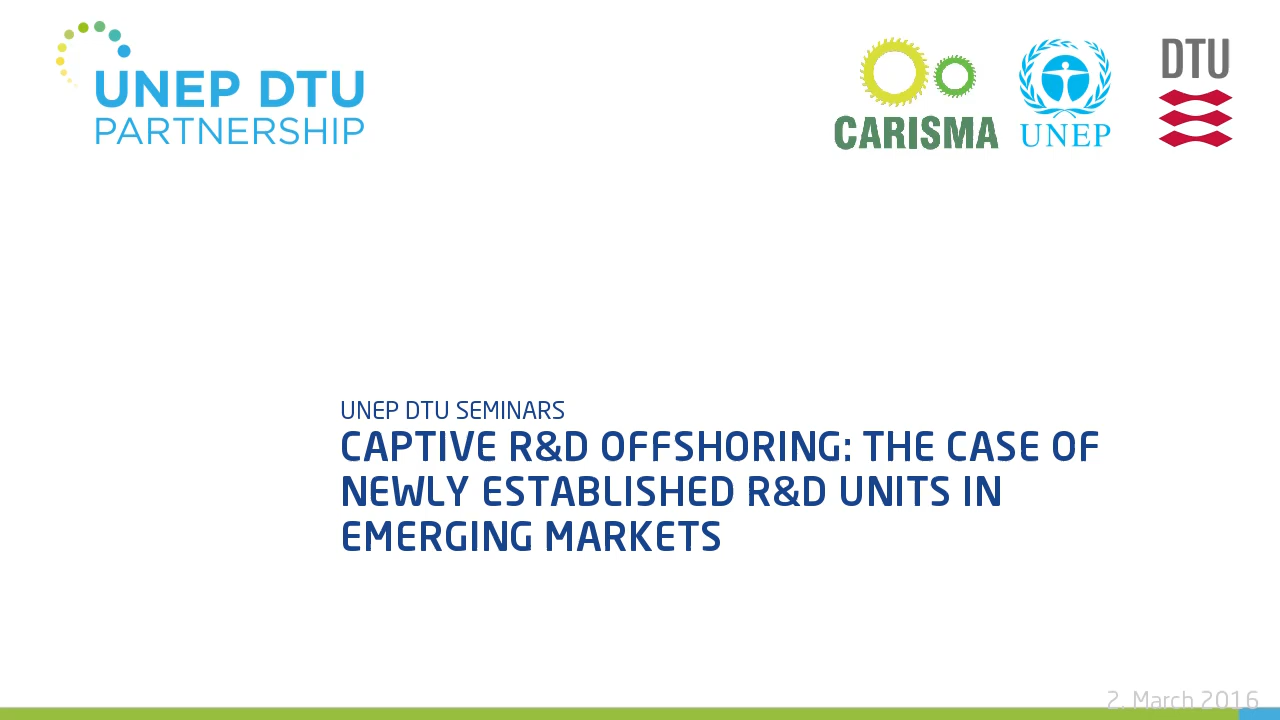 UNEP DTU
PARTNERSHIP
CARISMA
UNEP
DTU
UNEP DTU SEMINARS
CAPTIVE R&D OFFSHORING: THE CASE OF
NEWLY ESTABLISHED R&D UNITS IN
EMERGING MARKETS
2. March 2016